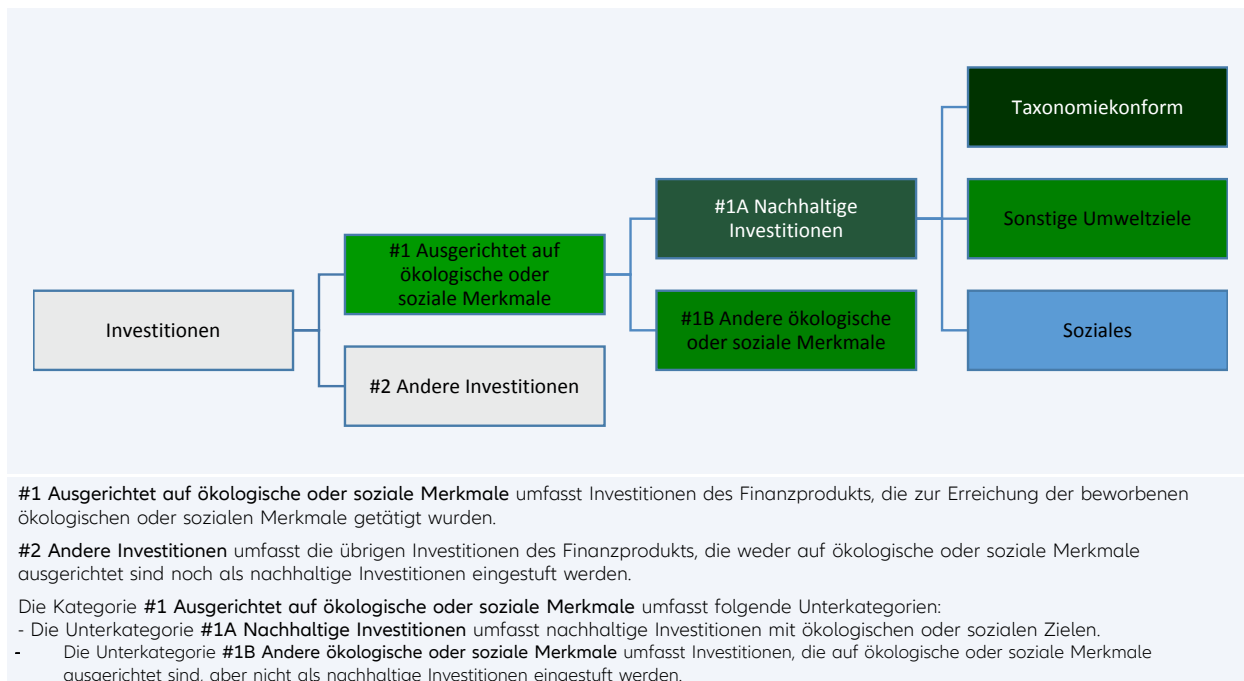 Taxonomiekonform
#1A Nachhaltige
Investitionen
Sonstige Umweltziele
#1 Ausgerichtet auf
ökologische oder
soziale Merkmale
Investitionen
#1B Andere ökologische
oder soziale Merkmale
Soziales
#2 Andere Investitionen
#1 Ausgerichtet auf ökologische oder soziale Merkmale umfasst Investitionen des Finanzprodukts, die zur Erreichung der beworbenen
ökologischen oder sozialen Merkmale getätigt wurden.
#2 Andere Investitionen umfasst die übrigen Investitionen des Finanzprodukts, die weder auf ökologische oder soziale Merkmale
ausgerichtet sind noch als nachhaltige Investitionen eingestuft werden.
Die Kategorie #1 Ausgerichtet auf ökologische oder soziale Merkmale umfasst folgende Unterkategorien:
- Die Unterkategorie #1A Nachhaltige Investitionen umfasst nachhaltige Investitionen mit ökologischen oder sozialen Zielen.
- Die Unterkategorie #1B Andere ökologische oder soziale Merkmale umfasst Investitionen, die auf ökologische oder soziale Merkmale
ausgerichtet sind, aber nicht als nachhaltige Investitionen eingestuft werden.